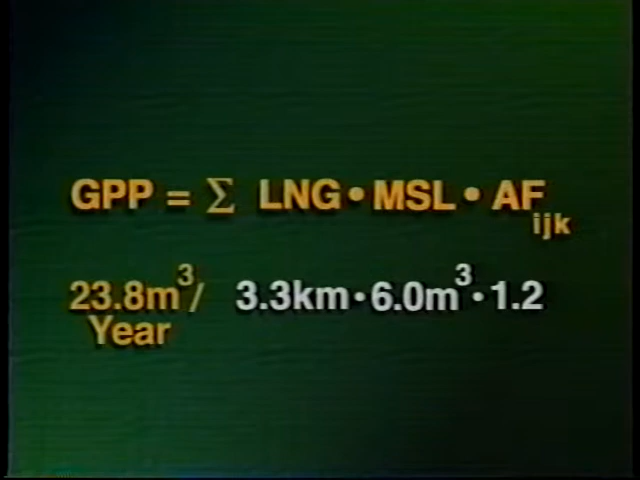 GPP = Σ LNG • MSL • AF ijk
23.8m³/ 3.3km • 6.0m³ • 1.2
Year